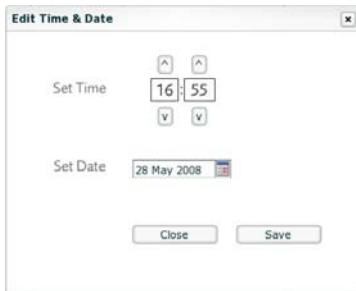 Edit Time & Date x
^ ^
Set Time 16 : 55
v v
Set Date 28 May 2008
Close Save